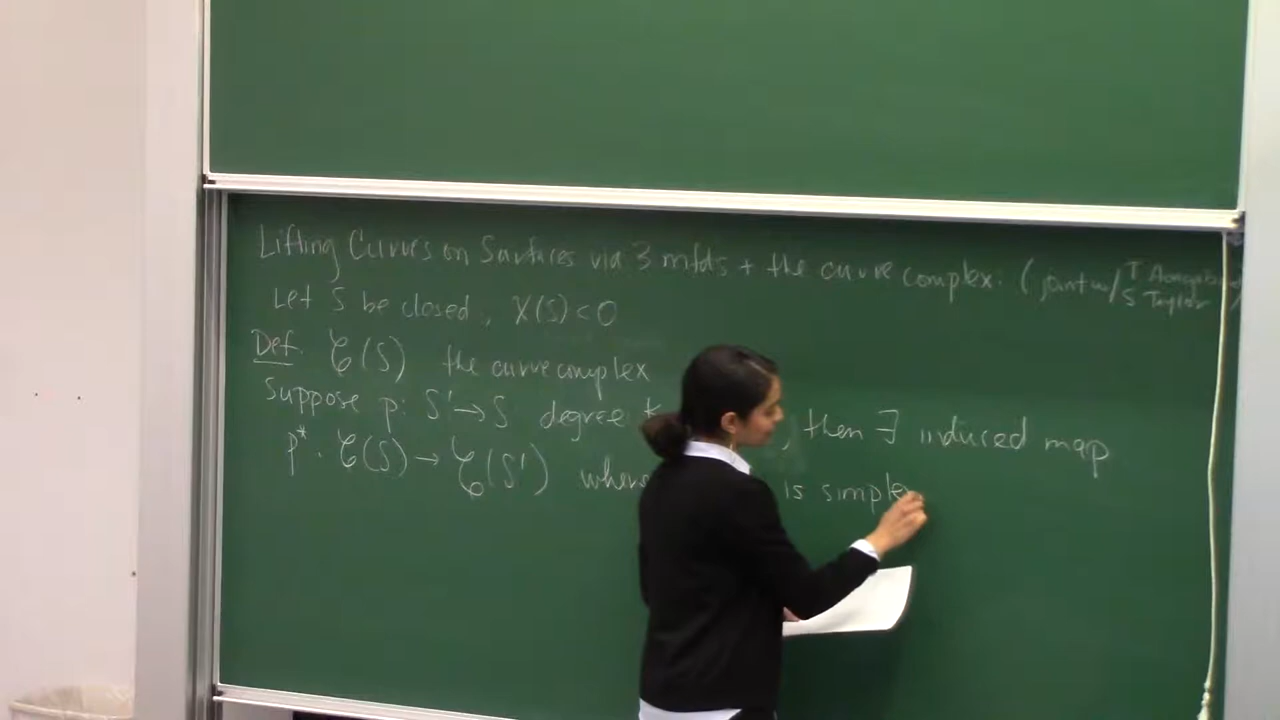 Lifting Curves on Surfaces via 3 mfds + the curve complex: (joint w/ T S Taylor
Let S be closed, χ(S)<0
Def. 𝒞(S) the curve complex
Suppose p: S'→S degree , then ∃ induced map
p*: 𝒞(S) → 𝒞(S') where is simple